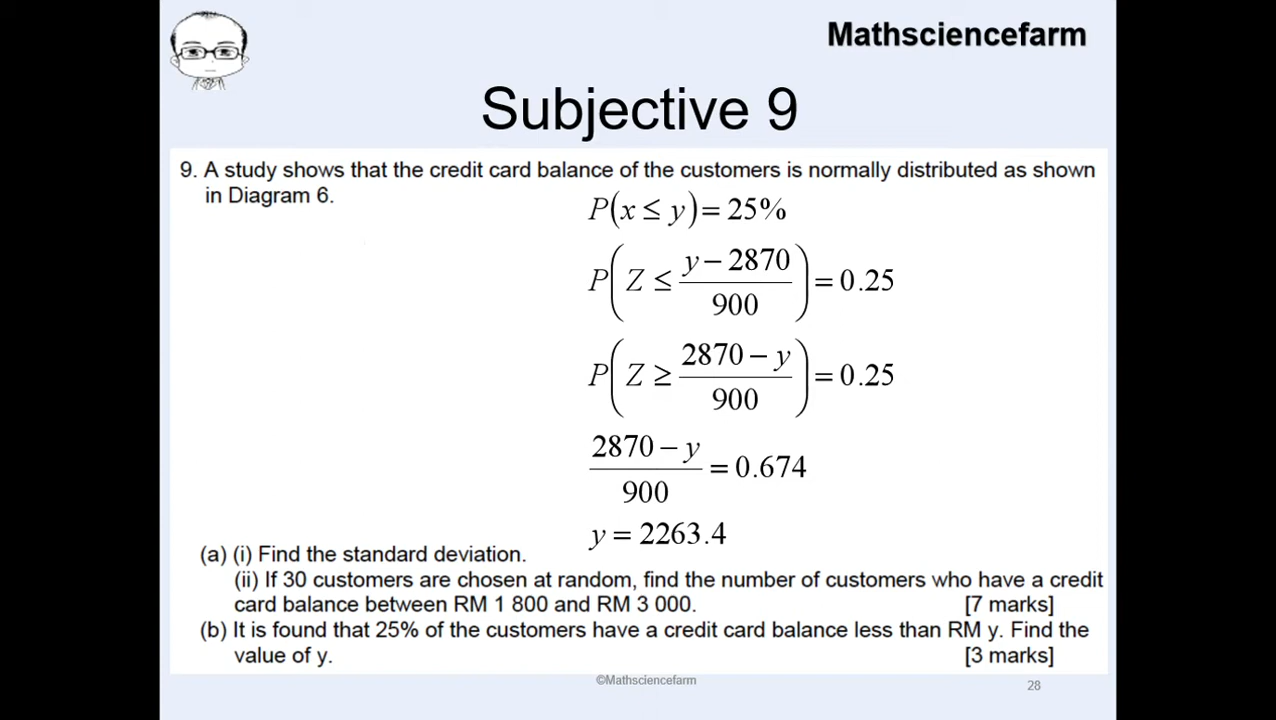 Mathsciencefarm
Subjective 9
9. A study shows that the credit card balance of the customers is normally distributed as shown
in Diagram 6.
P(x ≤ y) = 25%
P(Z ≤ (y − 2870)/900) = 0.25
P(Z ≥ (2870 − y)/900) = 0.25
(2870 − y)/900 = 0.674
y = 2263.4
(a) (i) Find the standard deviation.
(ii) If 30 customers are chosen at random, find the number of customers who have a credit
card balance between RM 1 800 and RM 3 000. [7 marks]
(b) It is found that 25% of the customers have a credit card balance less than RM y. Find the
value of y. [3 marks]
©Mathsciencefarm
28